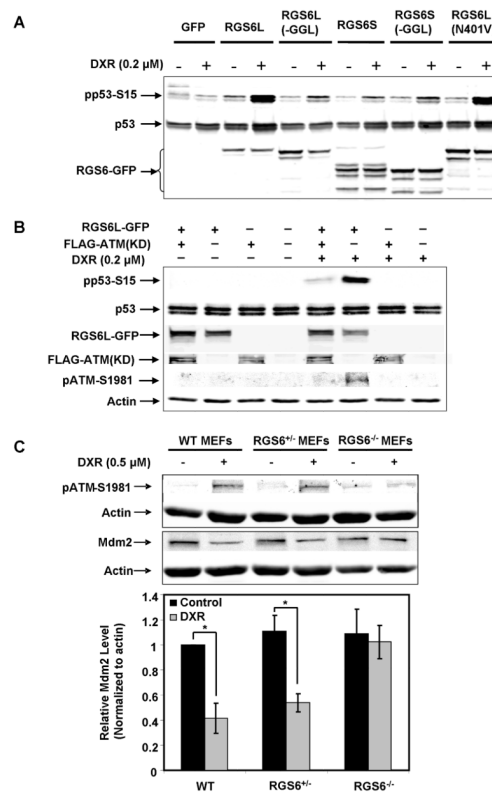 A
GFP RGS6L RGS6L (-GGL) RGS6S RGS6S (-GGL) RGS6L (N401V
DXR (0.2 µM) - + - + - + - + - + - +
pp53-S15
p53
RGS6-GFP
B
RGS6L-GFP + + - - + + - -
FLAG-ATM(KD) + - + - + - + -
DXR (0.2 µM) - - - - + + + +
pp53-S15
p53
RGS6L-GFP
FLAG-ATM(KD)
pATM-S1981
Actin
C
WT MEFs RGS6+/- MEFs RGS6-/- MEFs
DXR (0.5 µM) - + - + - +
pATM-S1981
Actin
Mdm2
Actin
Relative Mdm2 Level
(Normalized to actin)
1.4
1.2
1
0.8
0.6
0.4
0.2
0
Control
DXR
* *
WT RGS6+/- RGS6-/-